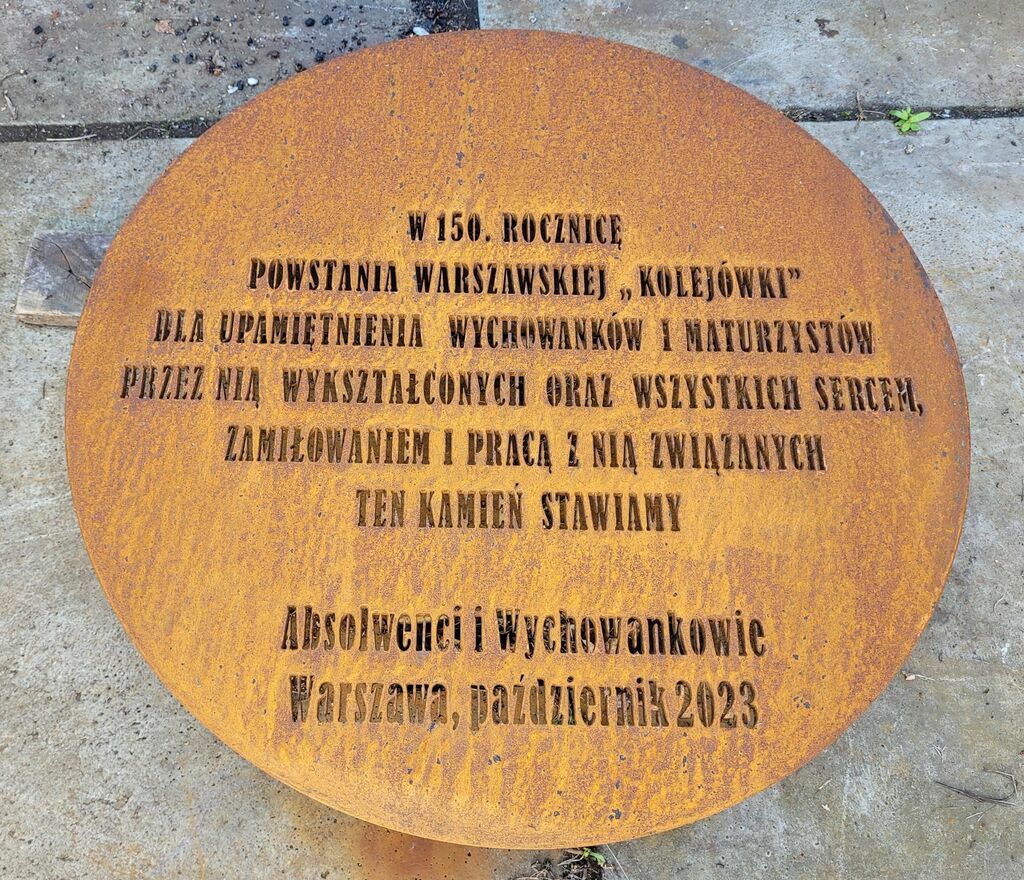 W 150. ROCZNICĘ
POWSTANIA WARSZAWSKIEJ „KOLEJÓWKI”
DLA UPAMIĘTNIENIA WYCHOWANKÓW I MATURZYSTÓW
PRZEZ NIĄ WYKSZTAŁCONYCH ORAZ WSZYSTKICH SERCEM,
ZAMIŁOWANIEM I PRACĄ Z NIĄ ZWIĄZANYCH
TEN KAMIEŃ STAWIAMY
Absolwenci i Wychowankowie
Warszawa, październik 2023